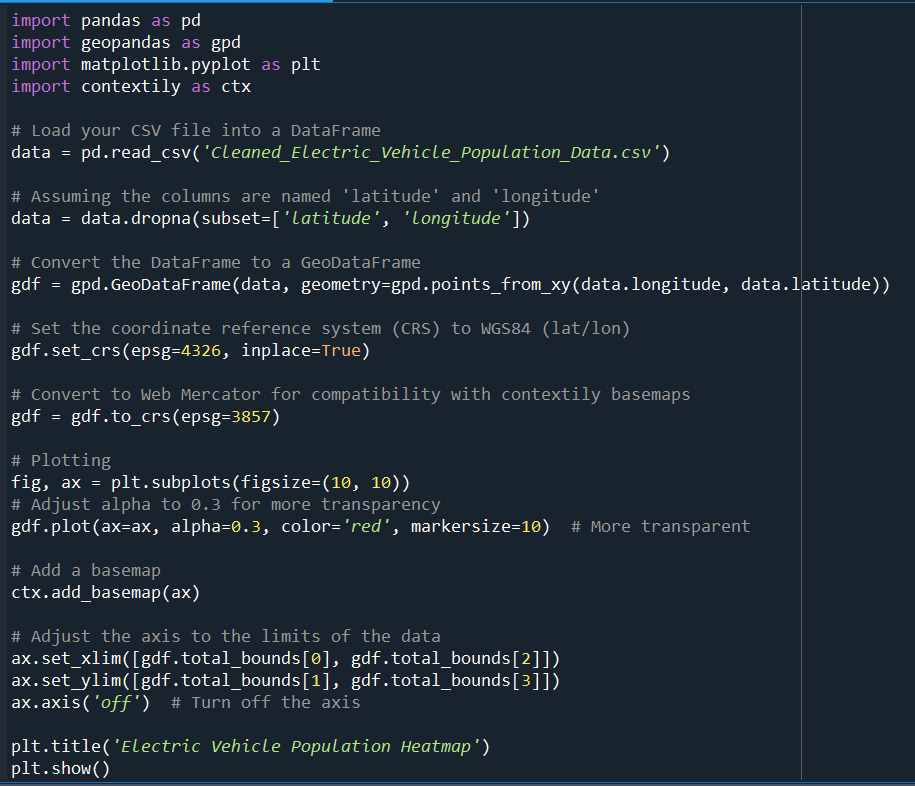 import pandas as pd
import geopandas as gpd
import matplotlib.pyplot as plt
import contextily as ctx
# Load your CSV file into a DataFrame
data = pd.read_csv('Cleaned_Electric_Vehicle_Population_Data.csv')
# Assuming the columns are named 'latitude' and 'longitude'
data = data.dropna(subset=['latitude', 'longitude'])
# Convert the DataFrame to a GeoDataFrame
gdf = gpd.GeoDataFrame(data, geometry=gpd.points_from_xy(data.longitude, data.latitude))
# Set the coordinate reference system (CRS) to WGS84 (lat/lon)
gdf.set_crs(epsg=4326, inplace=True)
# Convert to Web Mercator for compatibility with contextily basemaps
gdf = gdf.to_crs(epsg=3857)
# Plotting
fig, ax = plt.subplots(figsize=(10, 10))
# Adjust alpha to 0.3 for more transparency
gdf.plot(ax=ax, alpha=0.3, color='red', markersize=10)  # More transparent
# Add a basemap
ctx.add_basemap(ax)
# Adjust the axis to the limits of the data
ax.set_xlim([gdf.total_bounds[0], gdf.total_bounds[2]])
ax.set_ylim([gdf.total_bounds[1], gdf.total_bounds[3]])
ax.axis('off')  # Turn off the axis
plt.title('Electric Vehicle Population Heatmap')
plt.show()